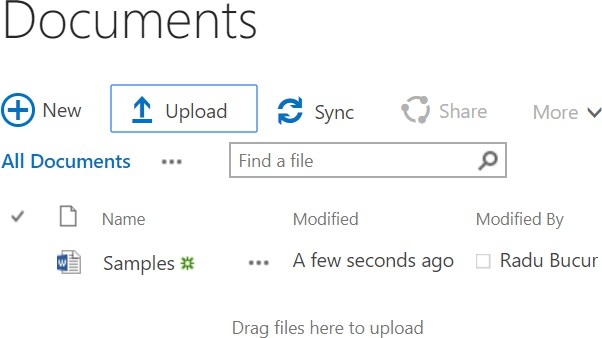 Documents
New Upload Sync Share More
All Documents ... Find a file
Name Modified Modified By
Samples ... A few seconds ago Radu Bucur
Drag files here to upload